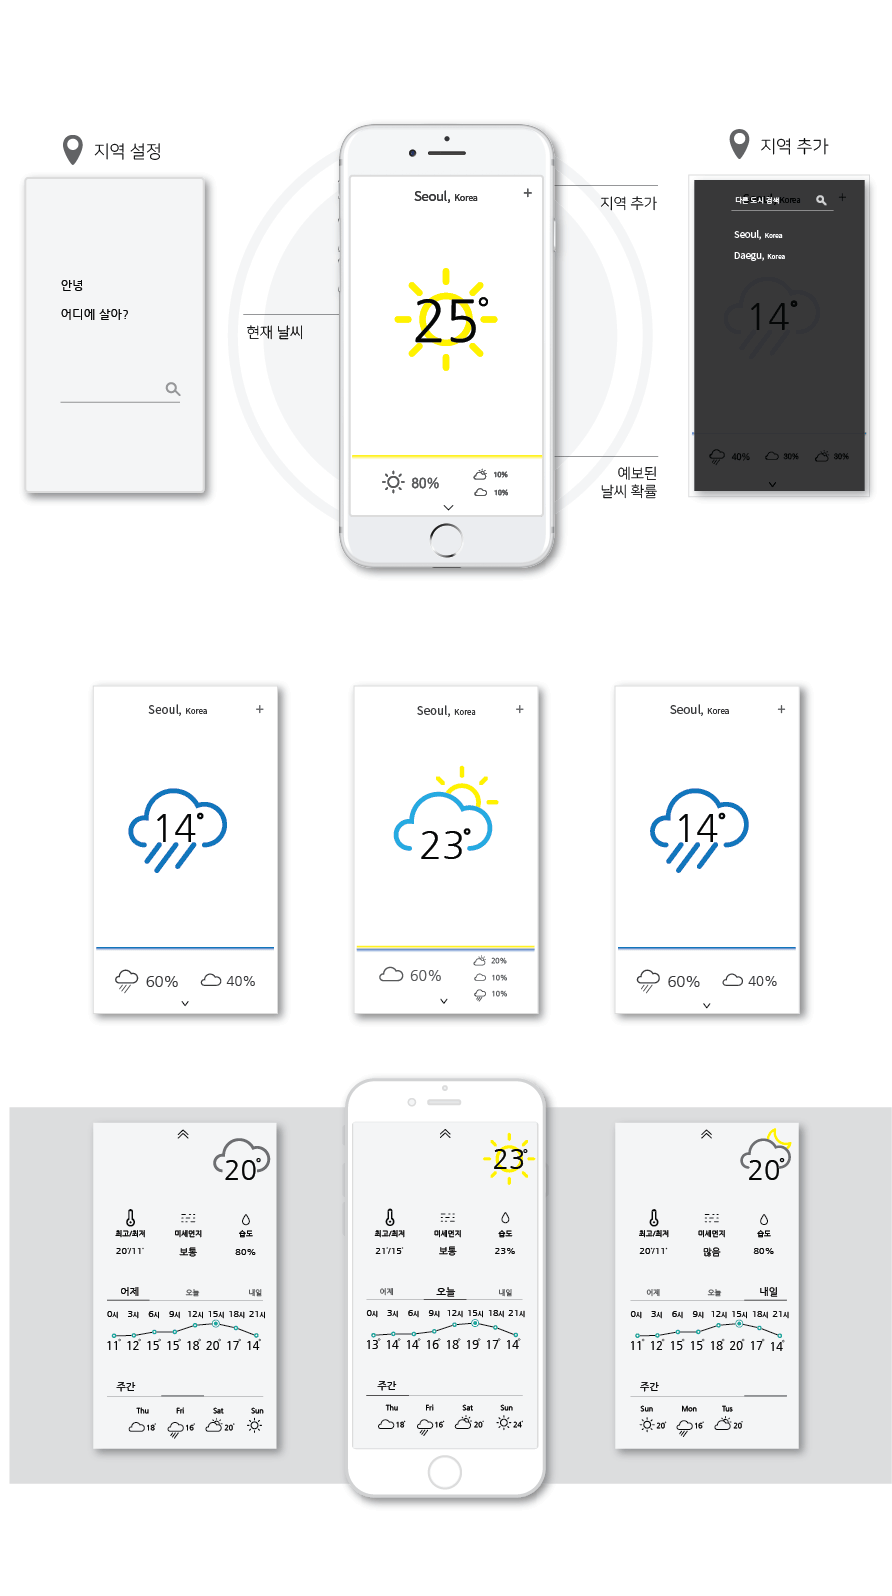 지역 설정
지역 추가
안녕
어디에 살아?
현재 날씨
Seoul, Korea +
25°
80%
10%
10%
지역 추가
예보된
날씨 확률
다른 도시 검색 +
Seoul, Korea
Daegu, Korea
14°
40% 30% 30%
Seoul, Korea +
14°
60% 40%
Seoul, Korea +
23°
60%
20%
10%
10%
Seoul, Korea +
14°
60% 40%
20°
최고/최저 미세먼지 습도
20°/11° 보통 80%
어제 오늘 내일
0시 3시 6시 9시 12시 15시 18시 21시
11° 12° 15° 15° 18° 20° 17° 14°
주간
Thu Fri Sat Sun
18° 16° 20°
23°
최고/최저 미세먼지 습도
21°/15° 보통 23%
어제 오늘 내일
0시 3시 6시 9시 12시 15시 18시 21시
13° 14° 14° 16° 18° 19° 17° 14°
주간
Thu Fri Sat Sun
18° 16° 20° 24°
20°
최고/최저 미세먼지 습도
20°/11° 많음 80%
어제 오늘 내일
0시 3시 6시 9시 12시 15시 18시 21시
11° 12° 15° 15° 18° 20° 17° 14°
주간
Sun Mon Tus
20° 16° 20°